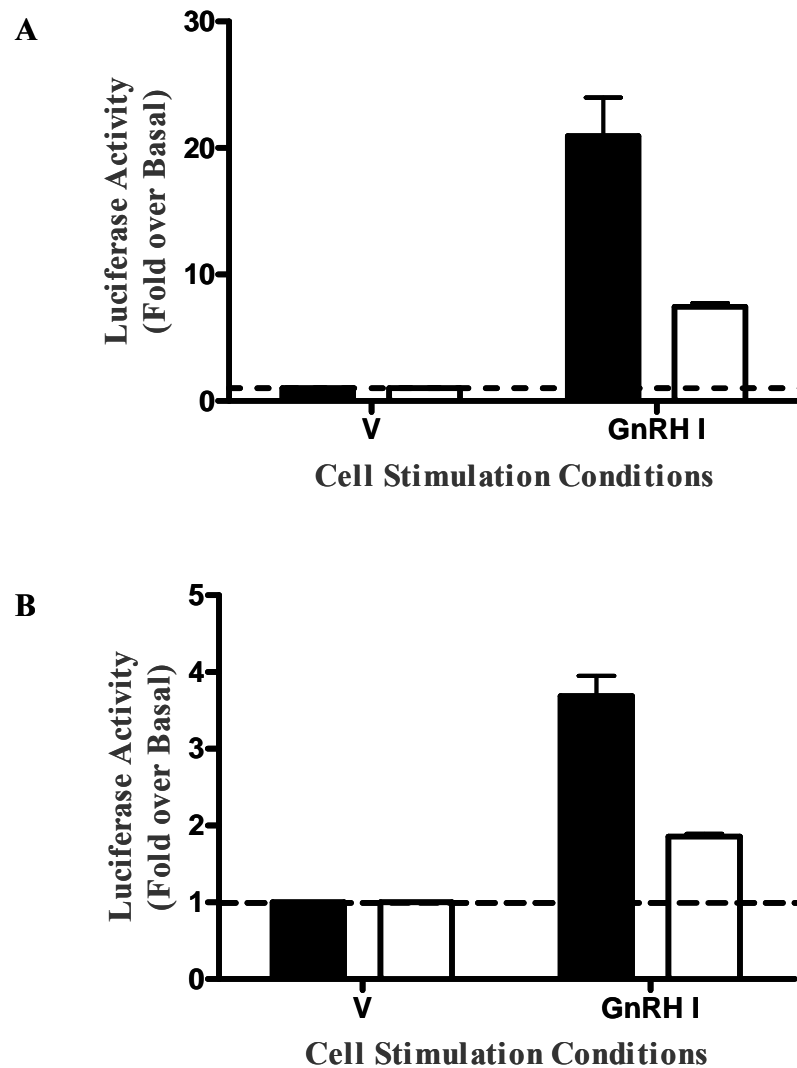 A
Luciferase Activity
(Fold over Basal)
30
20
10
0
V
GnRH I
Cell Stimulation Conditions
B
Luciferase Activity
(Fold over Basal)
5
4
3
2
1
0
V
GnRH I
Cell Stimulation Conditions